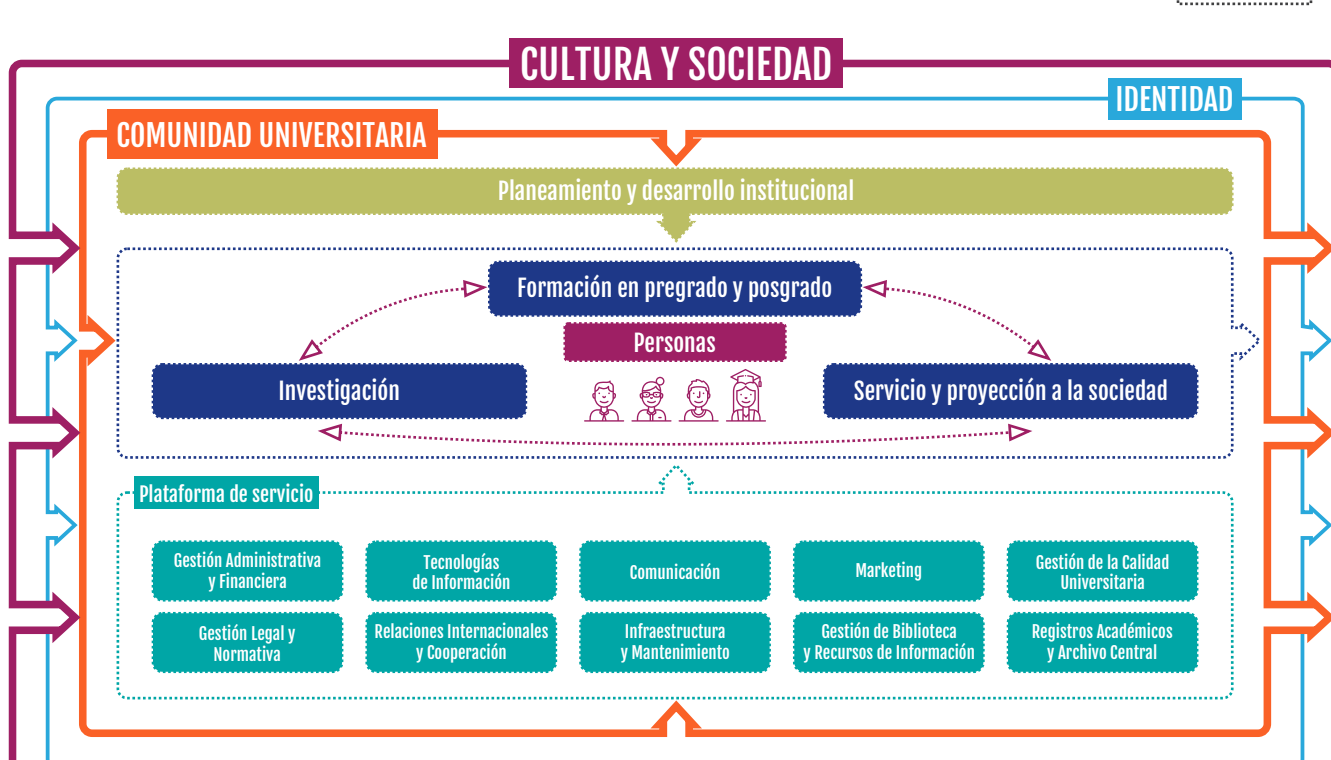 CULTURA Y SOCIEDAD
IDENTIDAD
COMUNIDAD UNIVERSITARIA
Planeamiento y desarrollo institucional
Formación en pregrado y posgrado
Personas
Investigación
Servicio y proyección a la sociedad
Plataforma de servicio
Gestión Administrativa
y Financiera
Tecnologías
de Información
Comunicación
Marketing
Gestión de la Calidad
Universitaria
Gestión Legal y
Normativa
Relaciones Internacionales
y Cooperación
Infraestructura
y Mantenimiento
Gestión de Biblioteca
y Recursos de Información
Registros Académicos
y Archivo Central